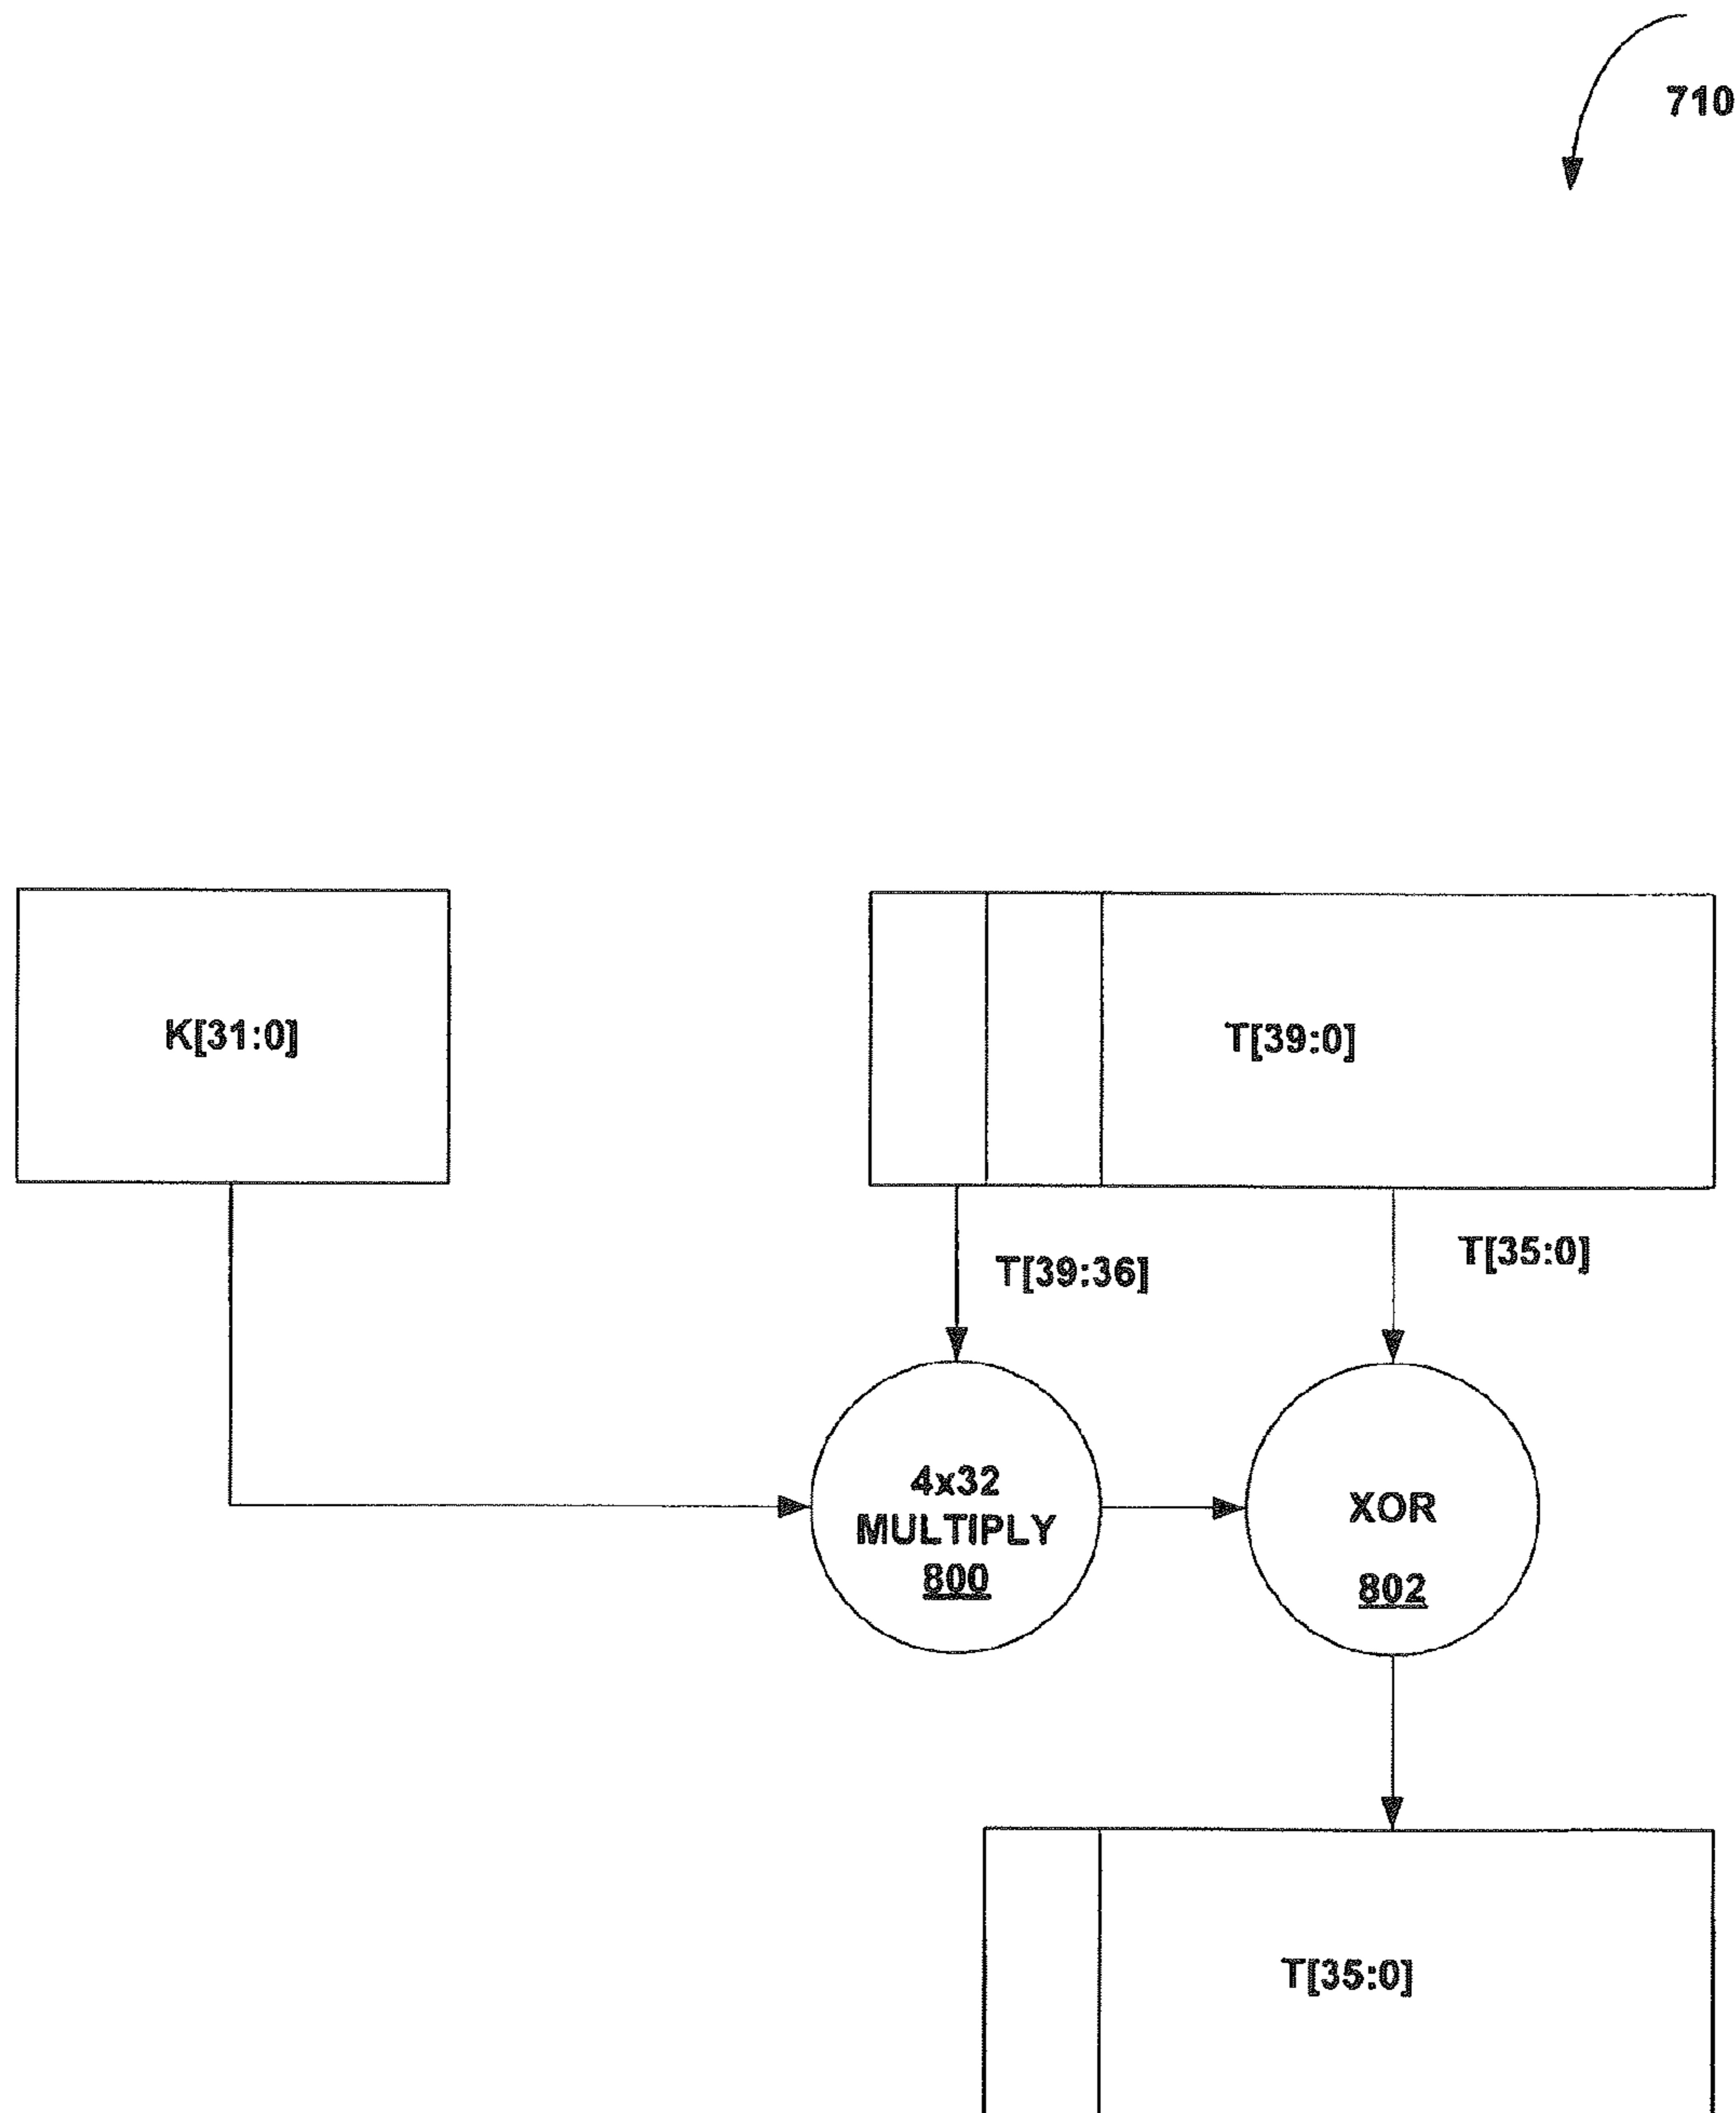 710
K[31:0]
T[39:0]
T[39:36]
T[35:0]
4x32
MULTIPLY
800
XOR
802
T[35:0]